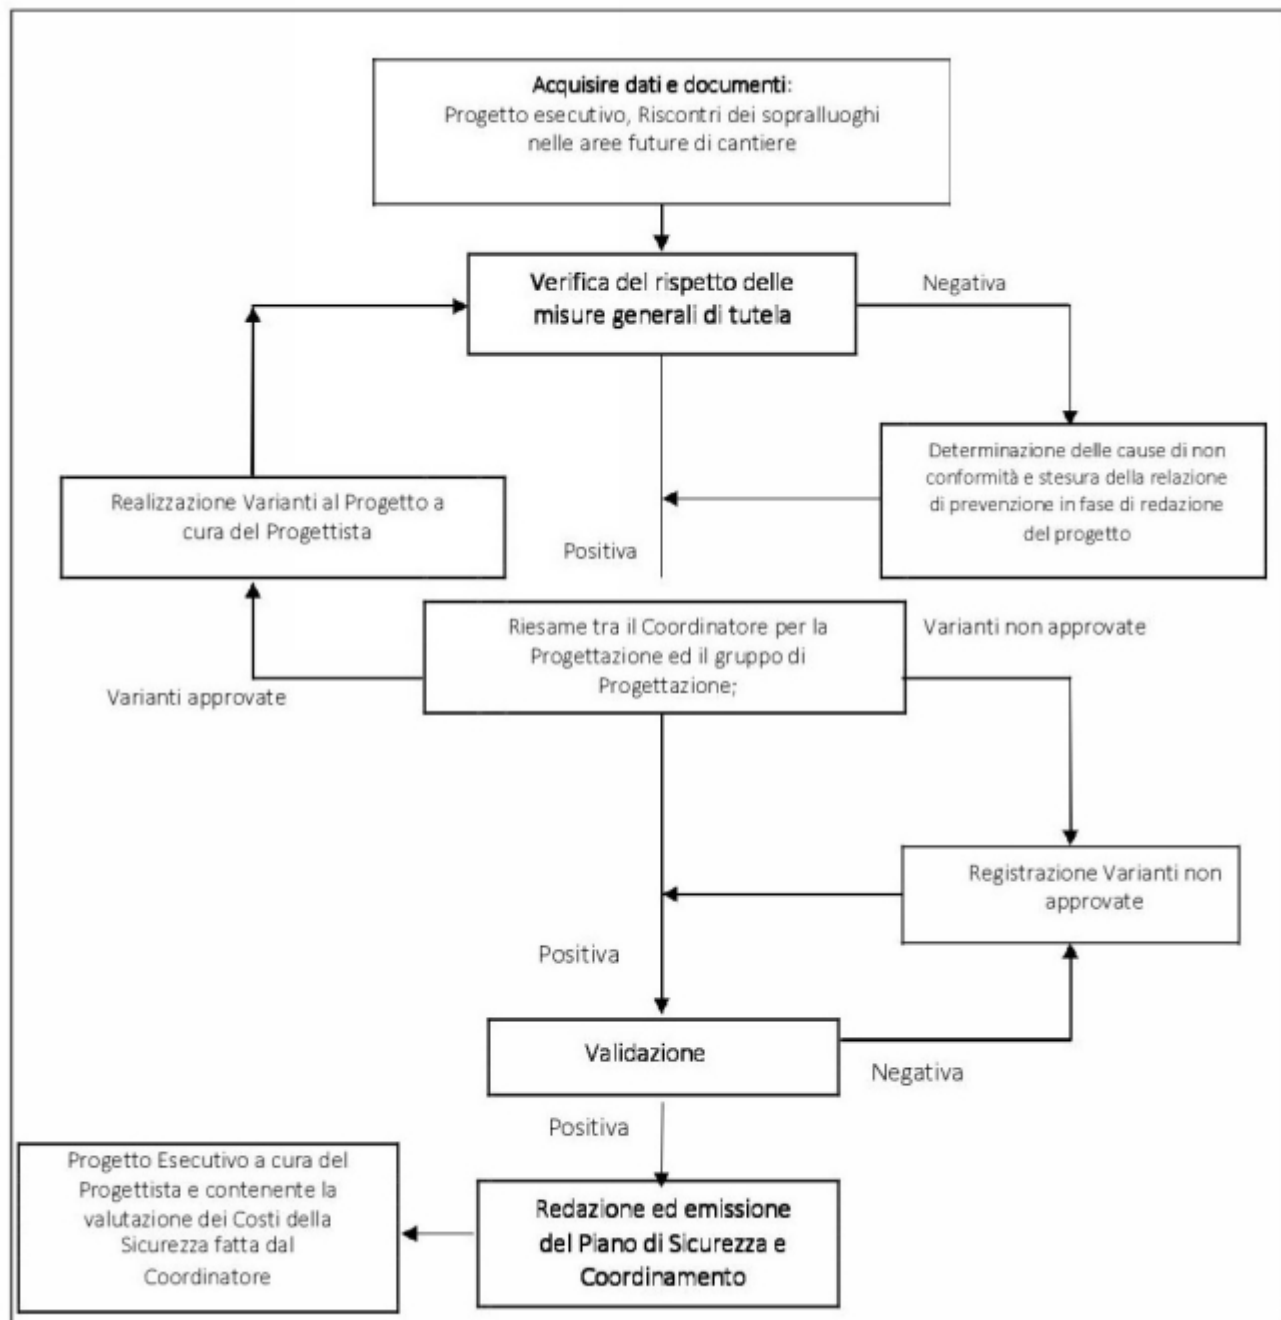 Acquisire dati e documenti:
Progetto esecutivo, Riscontri dei sopralluoghi
nelle aree future di cantiere
Verifica del rispetto delle
misure generali di tutela
Negativa
Determinazione delle cause di non
conformità e stesura della relazione
di prevenzione in fase di redazione
del progetto
Realizzazione Varianti al Progetto a
cura del Progettista
Positiva
Riesame tra il Coordinatore per la
Progettazione ed il gruppo di
Progettazione;
Varianti non approvate
Varianti approvate
Registrazione Varianti non
approvate
Positiva
Validazione
Negativa
Positiva
Progetto Esecutivo a cura del
Progettista e contenente la
valutazione dei Costi della
Sicurezza fatta dal
Coordinatore
Redazione ed emissione
del Piano di Sicurezza e
Coordinamento